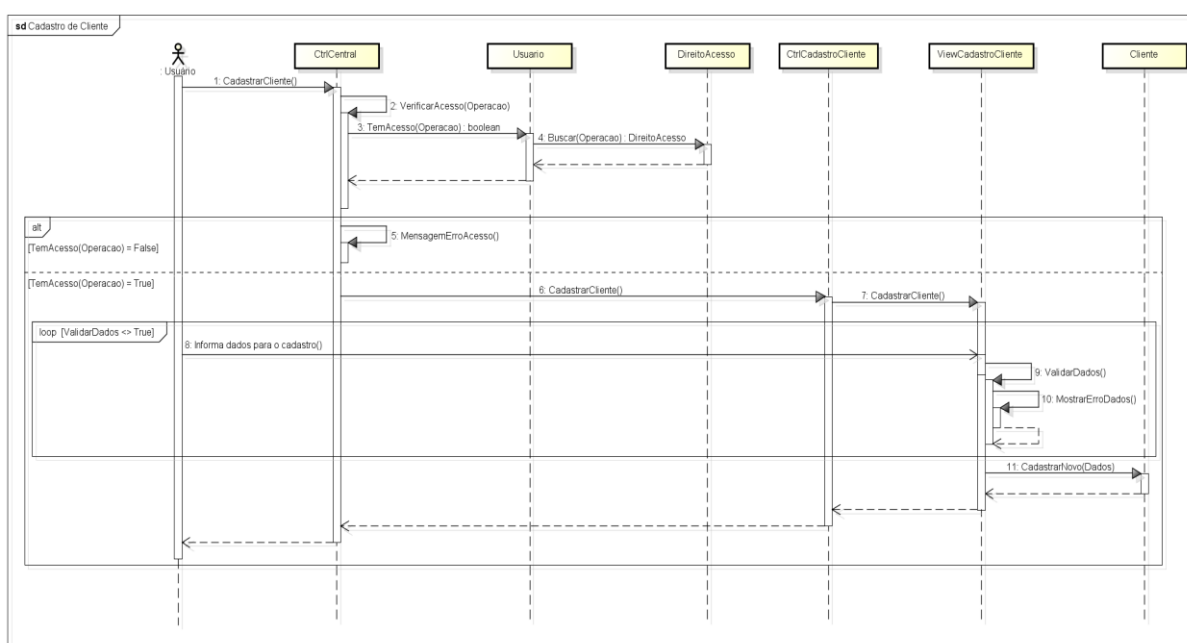 sd Cadastro de Cliente
: Usuário
CtrlCentral
Usuario
DireitoAcesso
CtrlCadastroCliente
ViewCadastroCliente
Cliente
1: CadastrarCliente()
2: VerificarAcesso(Operacao)
3: TemAcesso(Operacao) : boolean
4: Buscar(Operacao) : DireitoAcesso
alt
[TemAcesso(Operacao) = False]
5: MensagemErroAcesso()
[TemAcesso(Operacao) = True]
6: CadastrarCliente()
7: CadastrarCliente()
loop [ValidarDados <> True]
8: Informa dados para o cadastro()
9: ValidarDados()
10: MostrarErroDados()
11: CadastrarNovo(Dados)